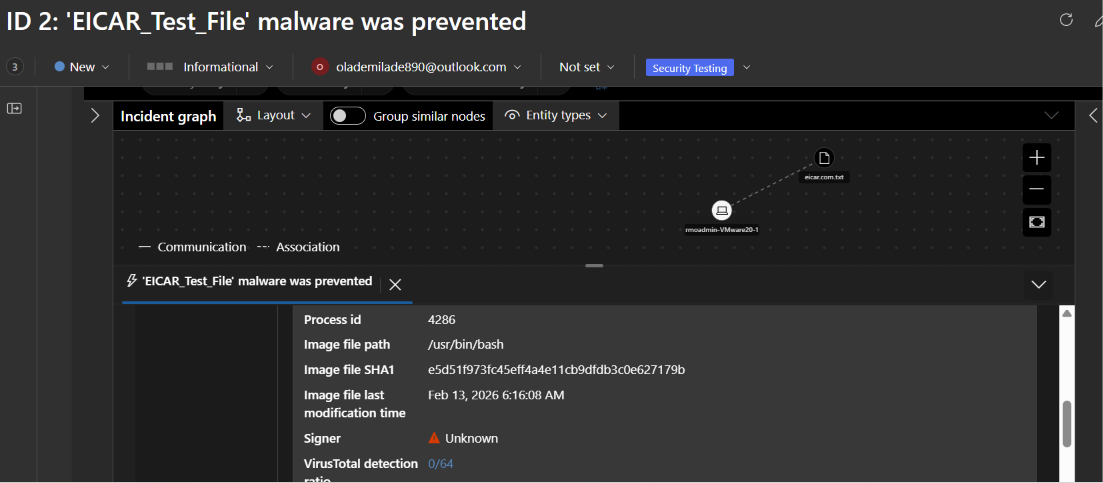 ID 2: 'EICAR_Test_File' malware was prevented
3 New Informational O olademilade890@outlook.com Not set Security Testing
Incident graph Layout Group similar nodes Entity types
eicar.com.txt
rmoadmin-VMware20-1
Communication Association
'EICAR_Test_File' malware was prevented
Process id 4286
Image file path /usr/bin/bash
Image file SHA1 e5d51f973fc45eff4a4e11cb9dfdb3c0e627179b
Image file last Feb 13, 2026 6:16:08 AM
modification time
Signer Unknown
VirusTotal detection 0/64
ratio